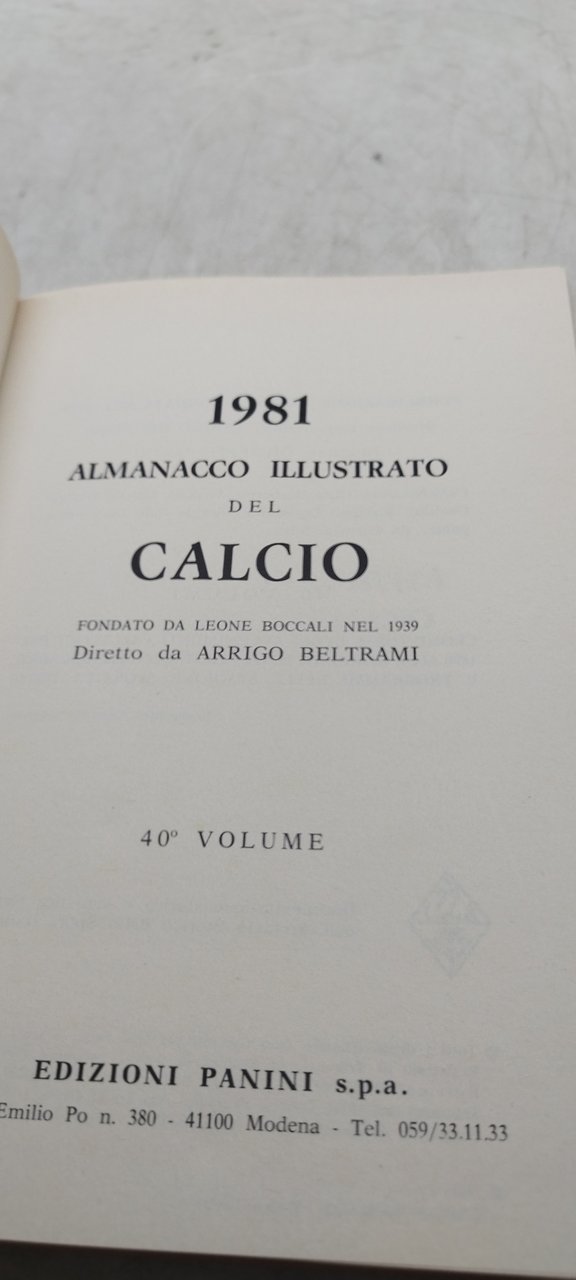 1981
ALMANACCO ILLUSTRATO
DEL
CALCIO
FONDATO DA LEONE BOCCALI NEL 1939
Diretto da ARRIGO BELTRAMI
40º VOLUME
EDIZIONI PANINI s.p.a.
Emilio Po n. 380 - 41100 Modena - Tel. 059/33.11.33